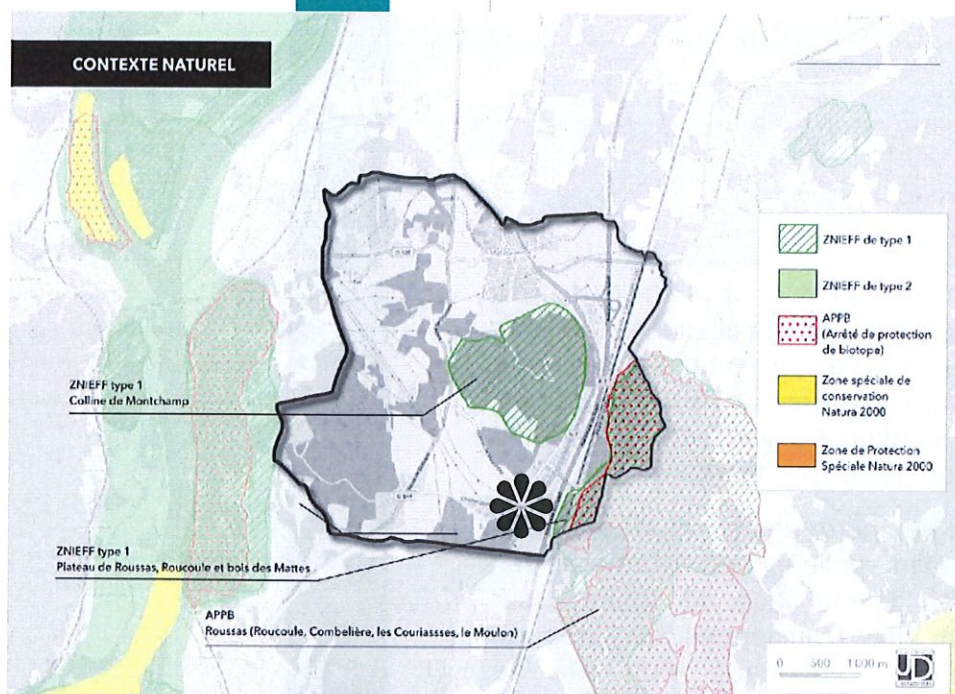 CONTEXTE NATUREL
ZNIEFF de type 1
ZNIEFF de type 2
APPB
(Arrêté de protection
de biotope)
Zone spéciale de
conservation
Natura 2000
Zone de Protection
Spéciale Natura 2000
ZNIEFF type 1
Colline de Montchamp
ZNIEFF type 1
Plateau de Roussas, Roucoule et bois des Mattes
APPB
Roussas (Roucoule, Combelière, les Couriassses, le Moulon)
0 500 1 000 m